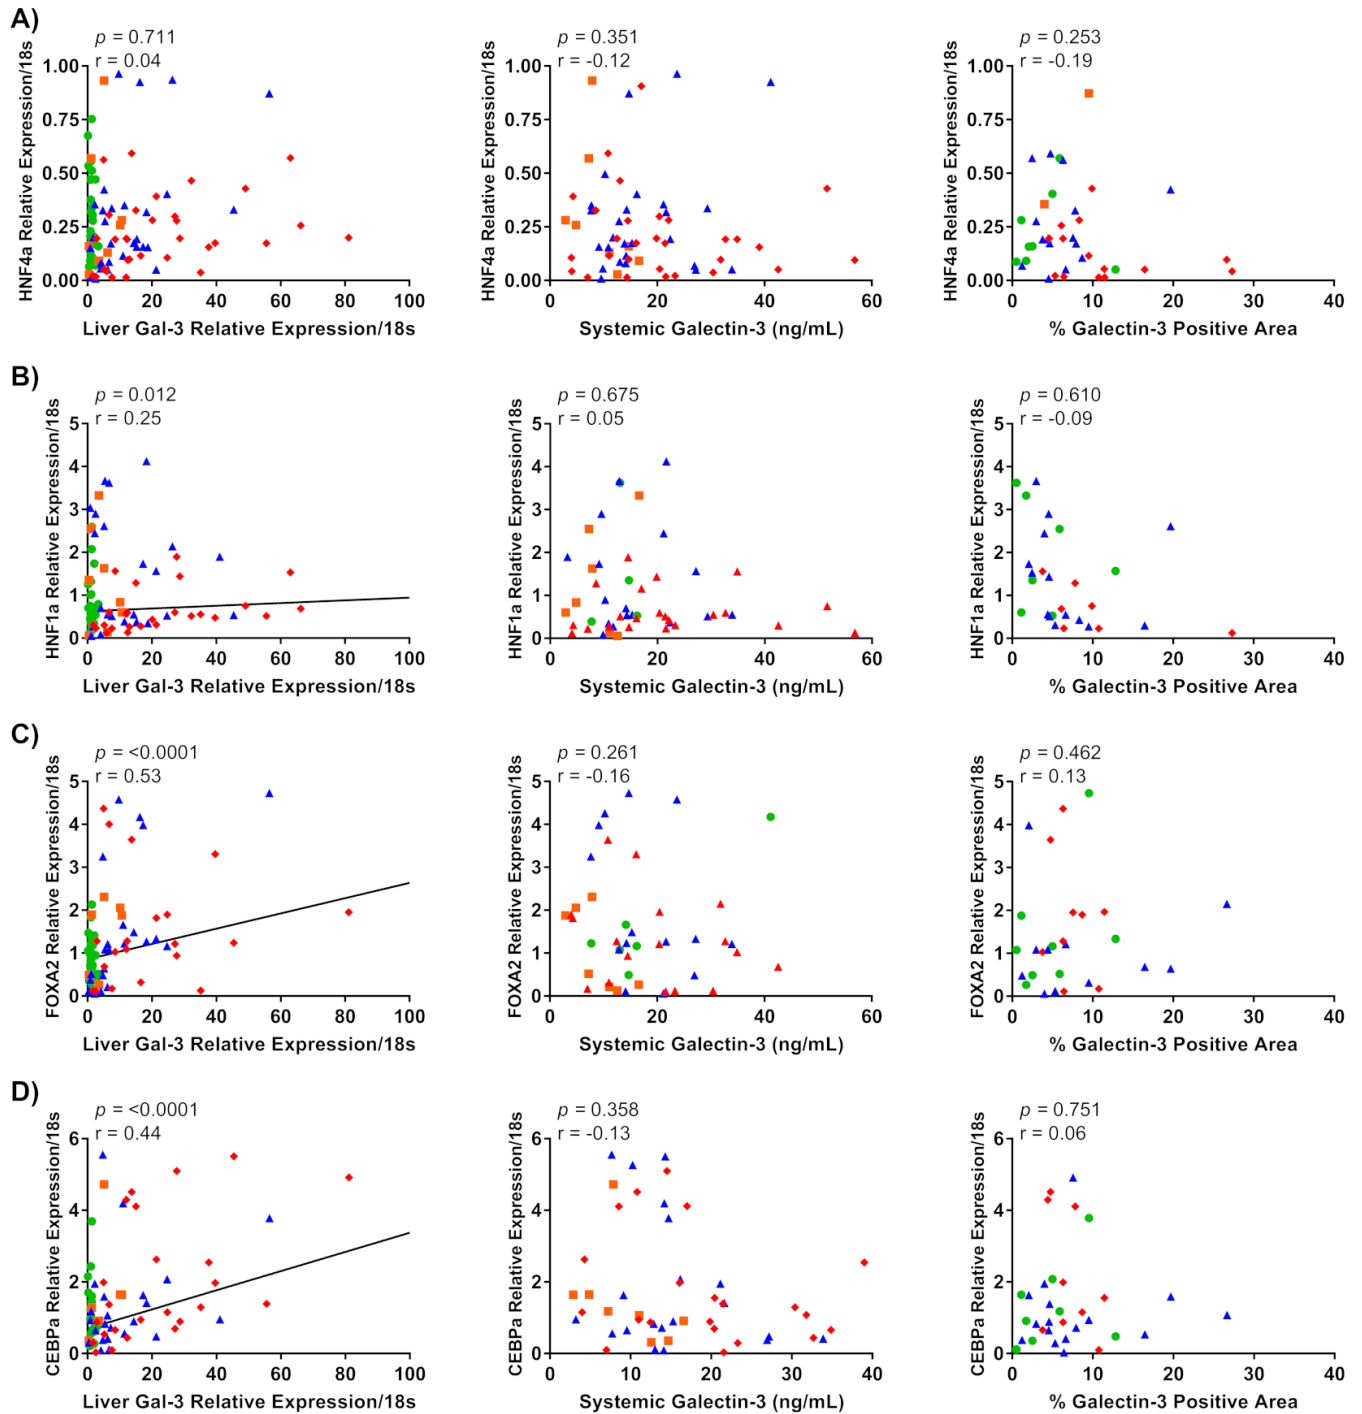 A)
p = 0.711
r = 0.04
HNF4a Relative Expression/18s
1.00
0.75
0.50
0.25
0.00
0 20 40 60 80 100
Liver Gal-3 Relative Expression/18s
p = 0.351
r = -0.12
HNF4a Relative Expression/18s
1.00
0.75
0.50
0.25
0.00
0 20 40 60
Systemic Galectin-3 (ng/mL)
p = 0.253
r = -0.19
HNF4a Relative Expression/18s
1.00
0.75
0.50
0.25
0.00
0 10 20 30 40
% Galectin-3 Positive Area
B)
p = 0.012
r = 0.25
HNF1a Relative Expression/18s
5
4
3
2
1
0
0 20 40 60 80 100
Liver Gal-3 Relative Expression/18s
p = 0.675
r = 0.05
HNF1a Relative Expression/18s
5
4
3
2
1
0
0 20 40 60
Systemic Galectin-3 (ng/mL)
p = 0.610
r = -0.09
HNF1a Relative Expression/18s
5
4
3
2
1
0
0 10 20 30 40
% Galectin-3 Positive Area
C)
p = <0.0001
r = 0.53
FOXA2 Relative Expression/18s
5
4
3
2
1
0
0 20 40 60 80 100
Liver Gal-3 Relative Expression/18s
p = 0.261
r = -0.16
FOXA2 Relative Expression/18s
5
4
3
2
1
0
0 20 40 60
Systemic Galectin-3 (ng/mL)
p = 0.462
r = 0.13
FOXA2 Relative Expression/18s
5
4
3
2
1
0
0 10 20 30 40
% Galectin-3 Positive Area
D)
p = <0.0001
r = 0.44
CEBPa Relative Expression/18s
6
4
2
0
0 20 40 60 80 100
Liver Gal-3 Relative Expression/18s
p = 0.358
r = -0.13
CEBPa Relative Expression/18s
6
4
2
0
0 10 20 30 40
Systemic Galectin-3 (ng/mL)
p = 0.751
r = 0.06
CEBPa Relative Expression/18s
6
4
2
0
0 10 20 30 40
% Galectin-3 Positive Area